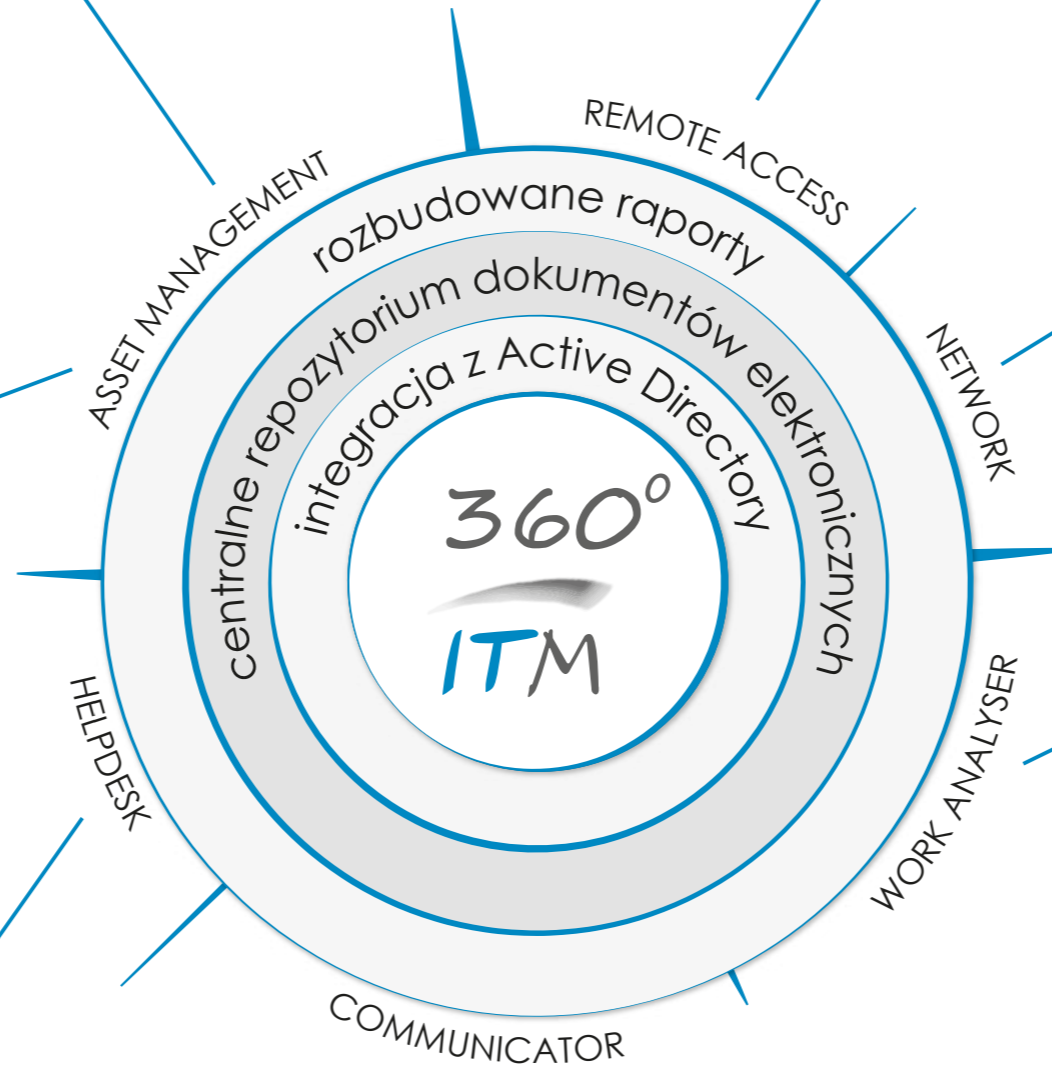 REMOTE ACCESS
ASSET MANAGEMENT
NETWORK
rozbudowane raporty
centralne repozytorium dokumentów elektronicznych
integracja z Active Directory
360°
ITM
HELPDESK
WORK ANALYSER
COMMUNICATOR